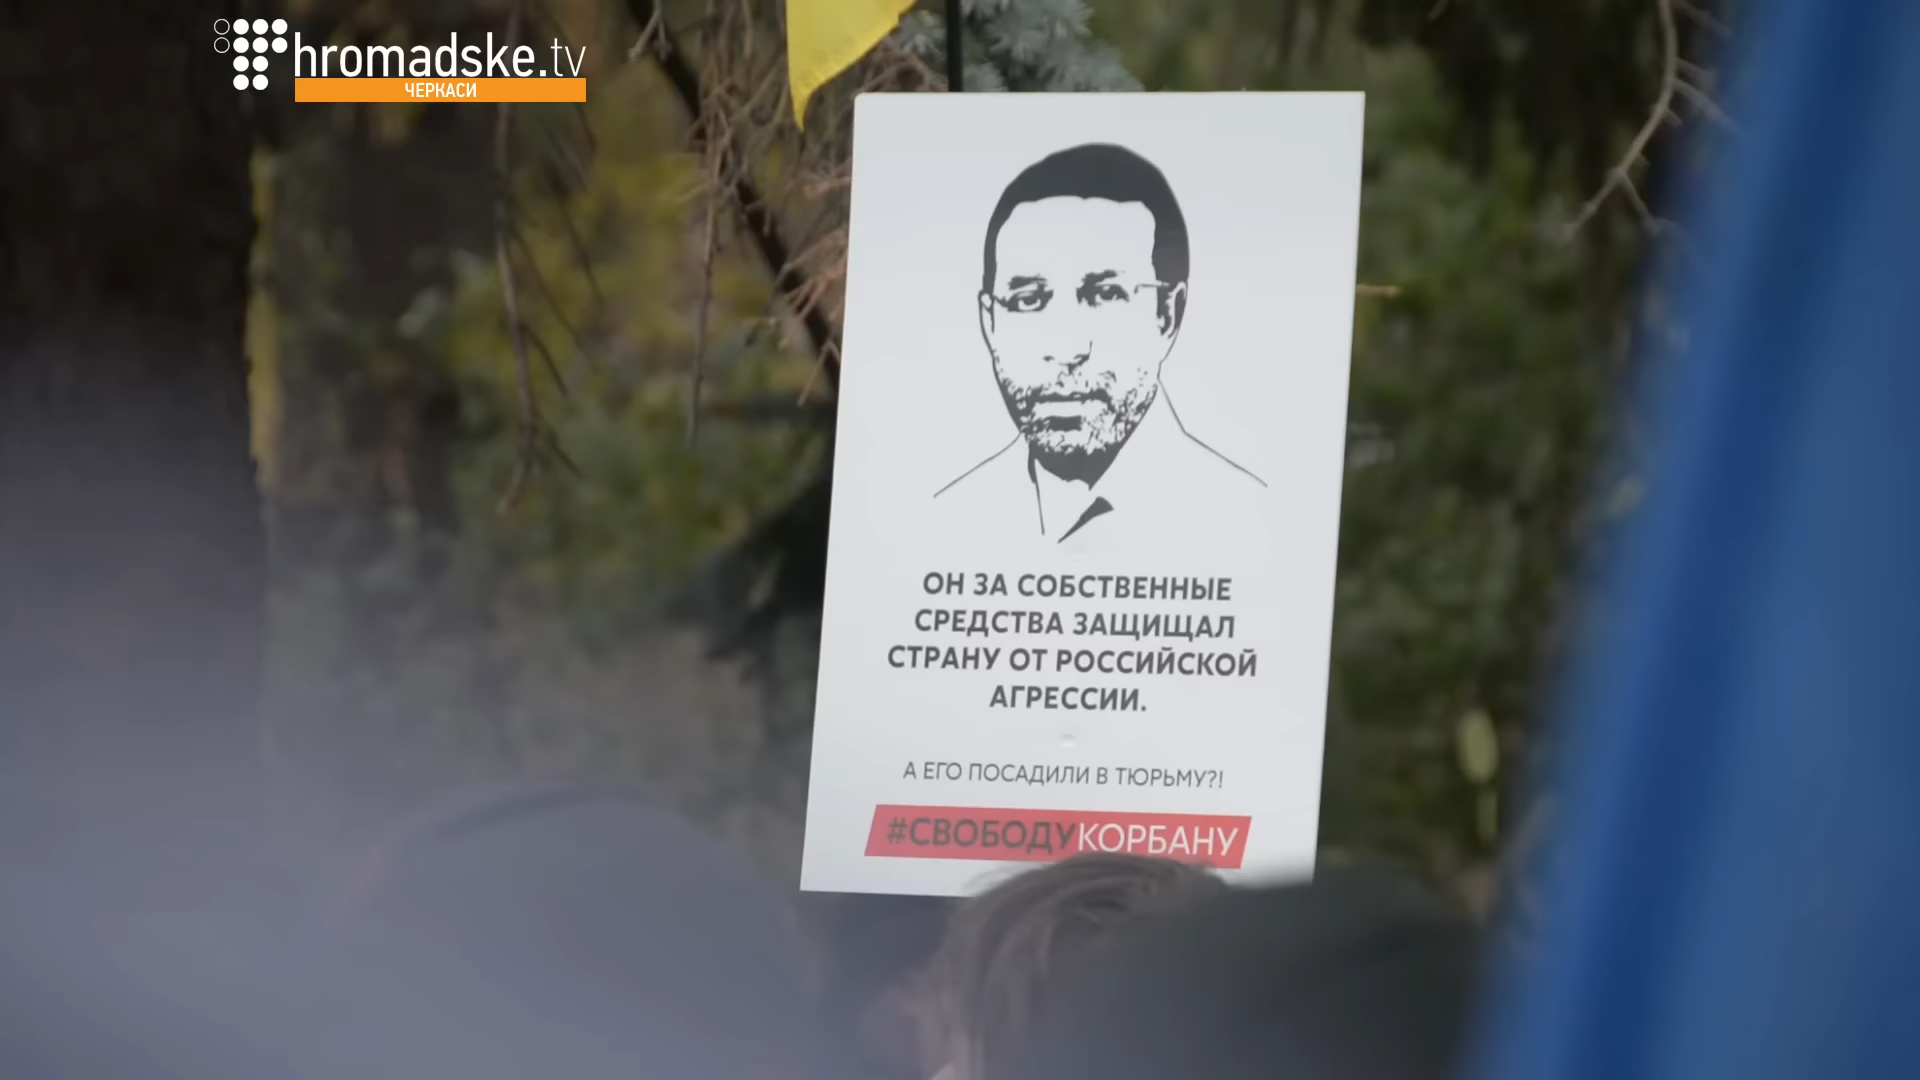 hromadske.tv
ЧЕРКАСИ
ОН ЗА СОБСТВЕННЫЕ
СРЕДСТВА ЗАЩИЩАЛ
СТРАНУ ОТ РОССИЙСКОЙ
АГРЕССИИ.
А ЕГО ПОСАДИЛИ В ТЮРЬМУ?!
#СВОБОДУКОРБАНУ